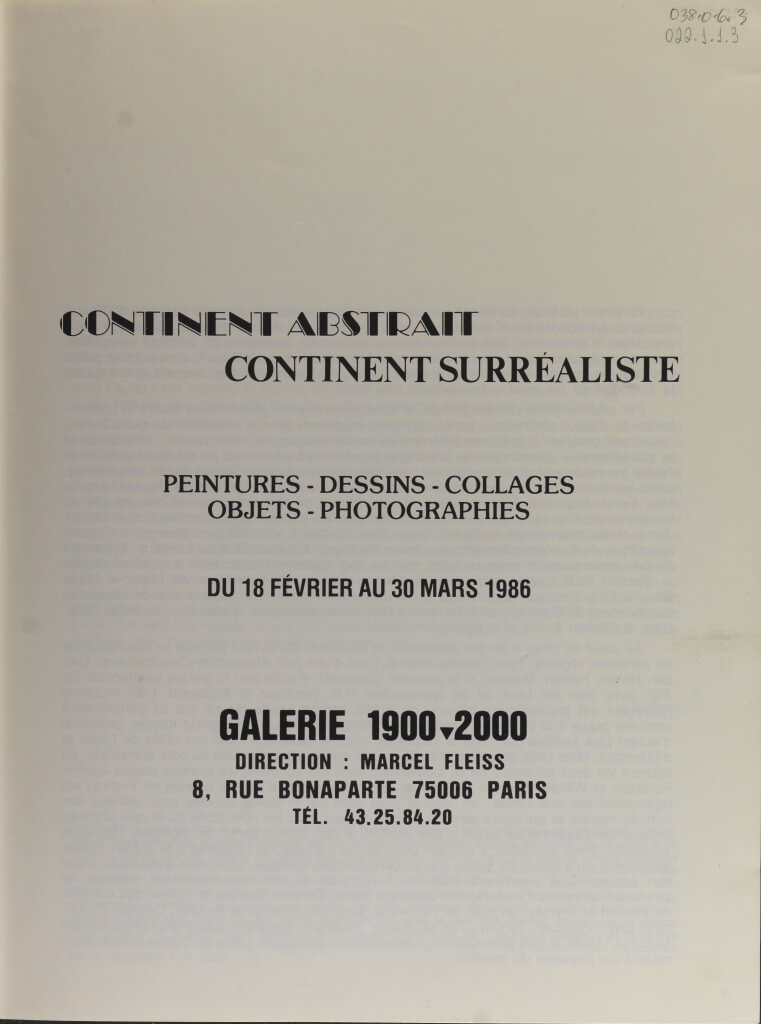 038.0.6.3
022.1.1.3
CONTINENT ABSTRAIT
CONTINENT SURRÉALISTE
PEINTURES - DESSINS - COLLAGES
OBJETS - PHOTOGRAPHIES
DU 18 FÉVRIER AU 30 MARS 1986
GALERIE 1900▾2000
DIRECTION : MARCEL FLEISS
8, RUE BONAPARTE 75006 PARIS
TÉL. 43.25.84.20